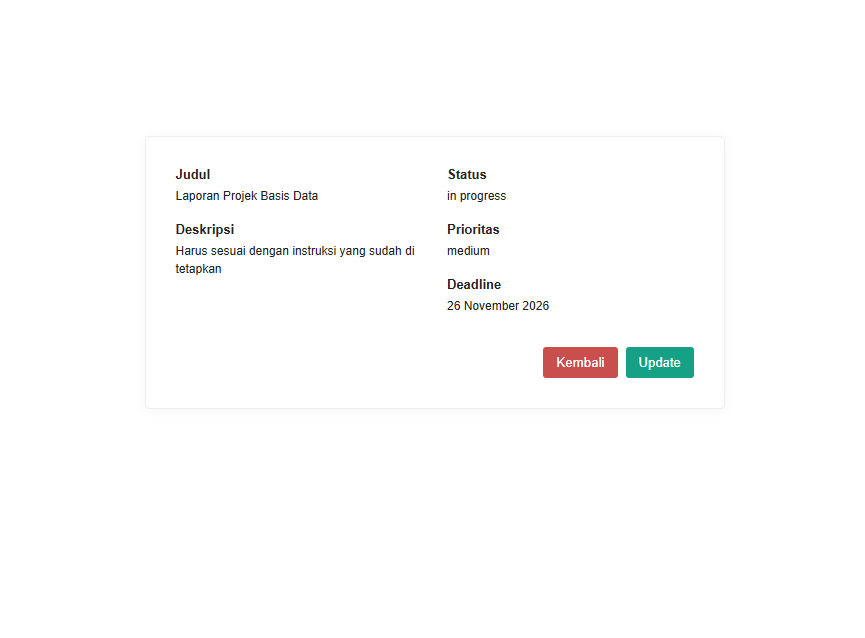 Judul
Laporan Projek Basis Data
Deskripsi
Harus sesuai dengan instruksi yang sudah di
tetapkan
Status
in progress
Prioritas
medium
Deadline
26 November 2026
Kembali
Update